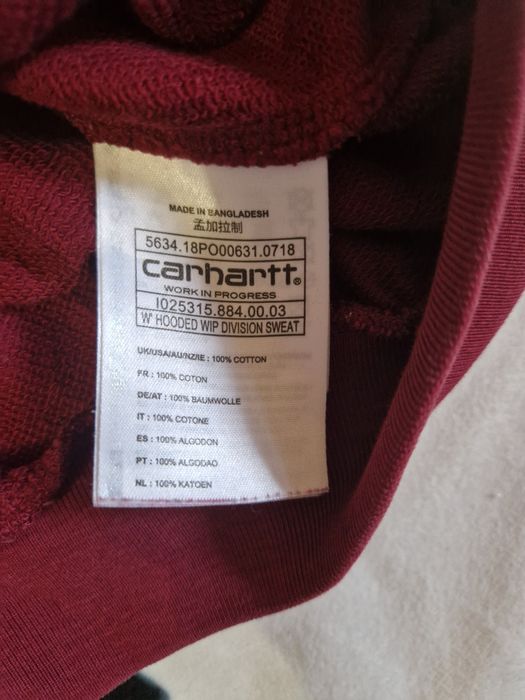 MADE IN BANGLADESH
孟加拉制
5634.18PO00631.0718
carhartt®
WORK IN PROGRESS
I025315.884.00.03
W' HOODED WIP DIVISION SWEAT
UK/USA/AU/NZ/IE : 100% COTTON
FR : 100% COTON
DE/AT : 100% BAUMWOLLE
IT : 100% COTONE
ES : 100% ALGODON
PT : 100% ALGODAO
NL : 100% KATOEN